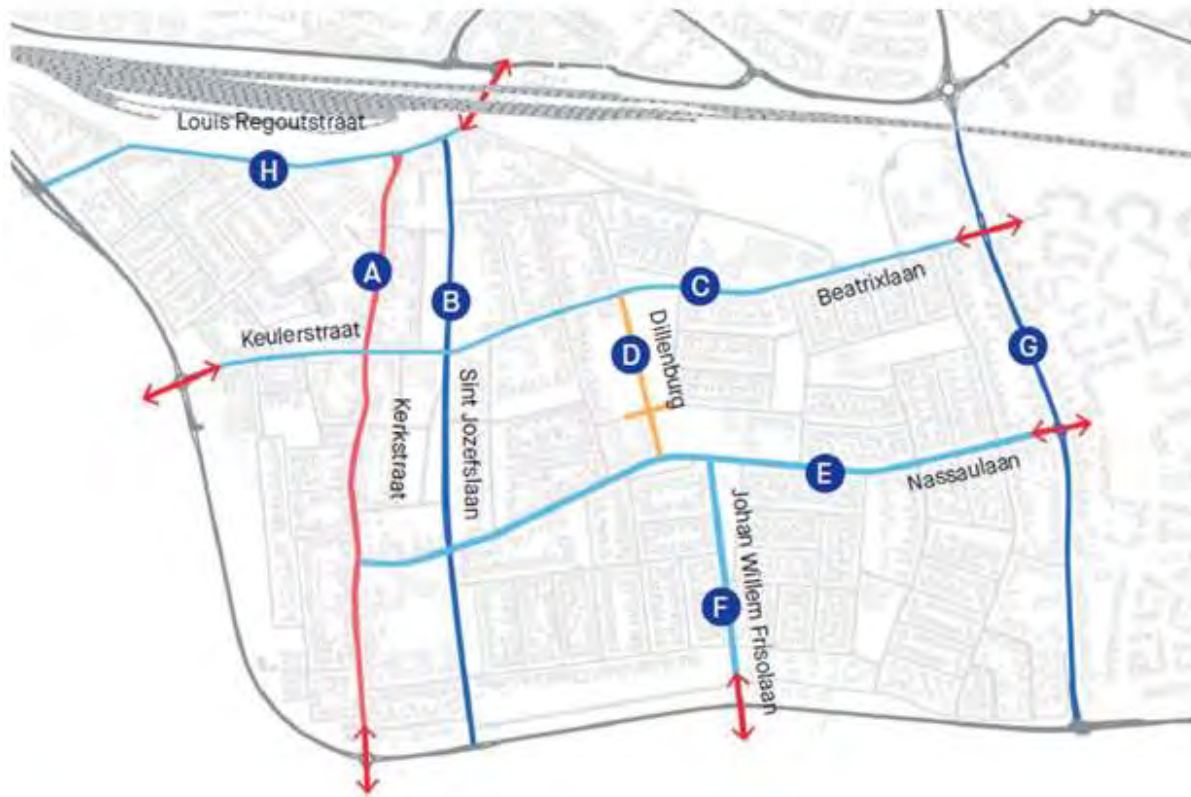 Louis Regoutstraat
H
A
B
C
Beatrixlaan
Keulerstraat
D
Dillenburg
G
Kerkstraat
Sint Jozefslaan
E
Nassaulaan
F
Johan Willem Frisolaan